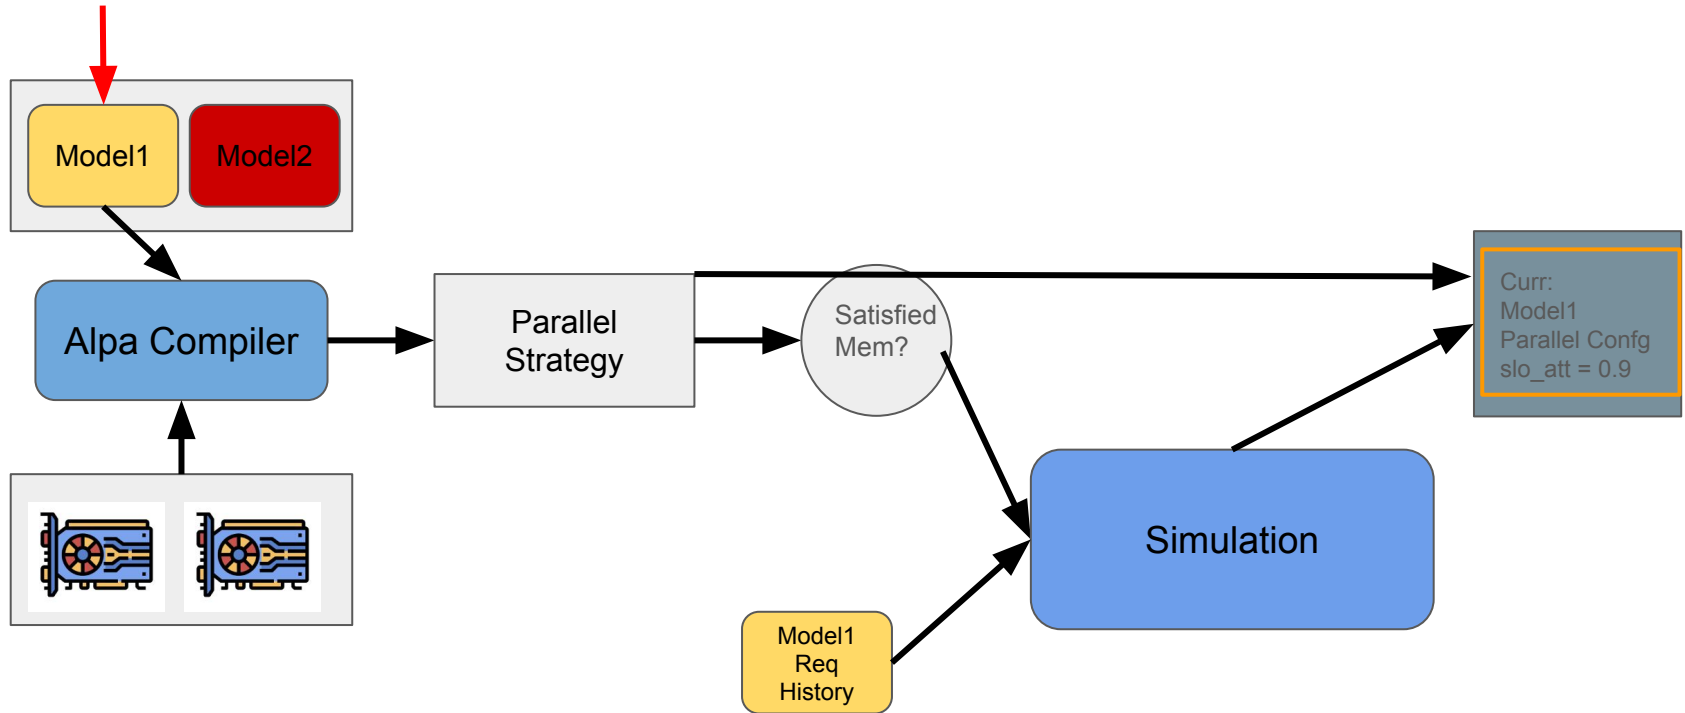 Model1
Model2
Alpa Compiler
Parallel
Strategy
Satisfied
Mem?
Curr:
Model1
Parallel Confg
slo_att = 0.9
Simulation
Model1
Req
History